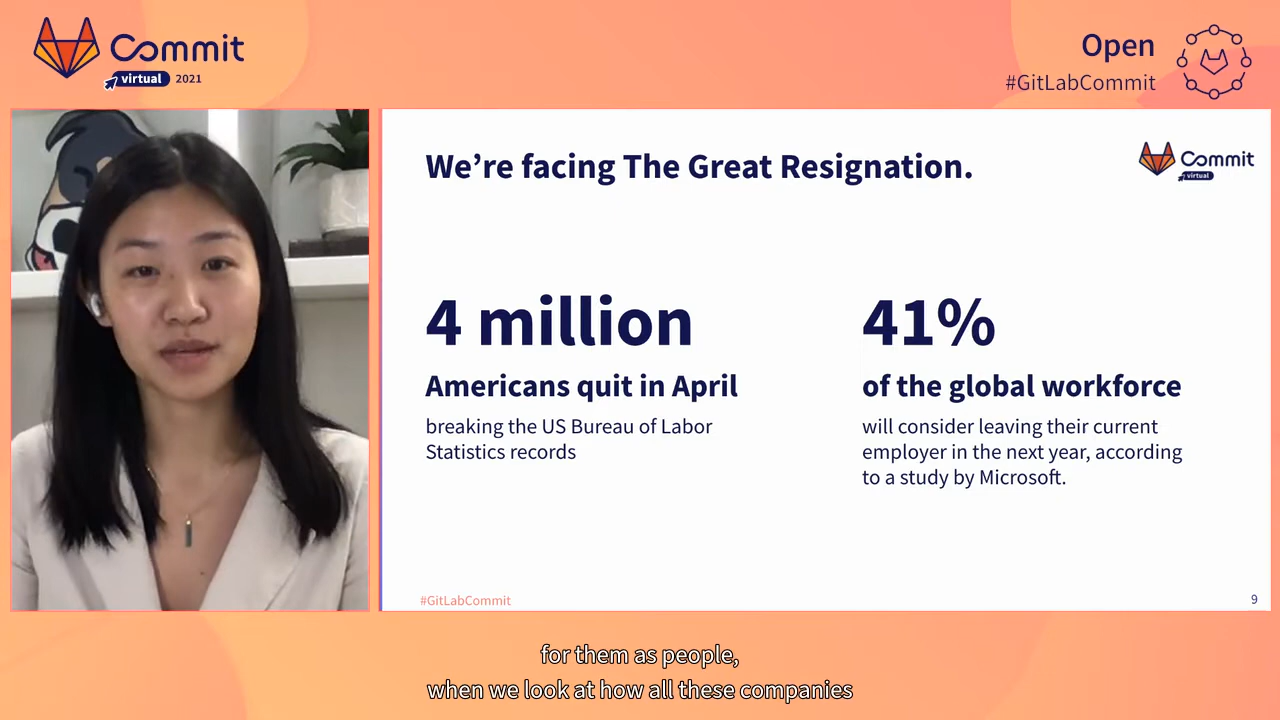 Commit
virtual 2021
Open
#GitLabCommit
We’re facing The Great Resignation.
Commit
virtual
4 million
Americans quit in April
breaking the US Bureau of Labor
Statistics records
41%
of the global workforce
will consider leaving their current
employer in the next year, according
to a study by Microsoft.
#GitLabCommit
9
for them as people,
when we look at how all these companies